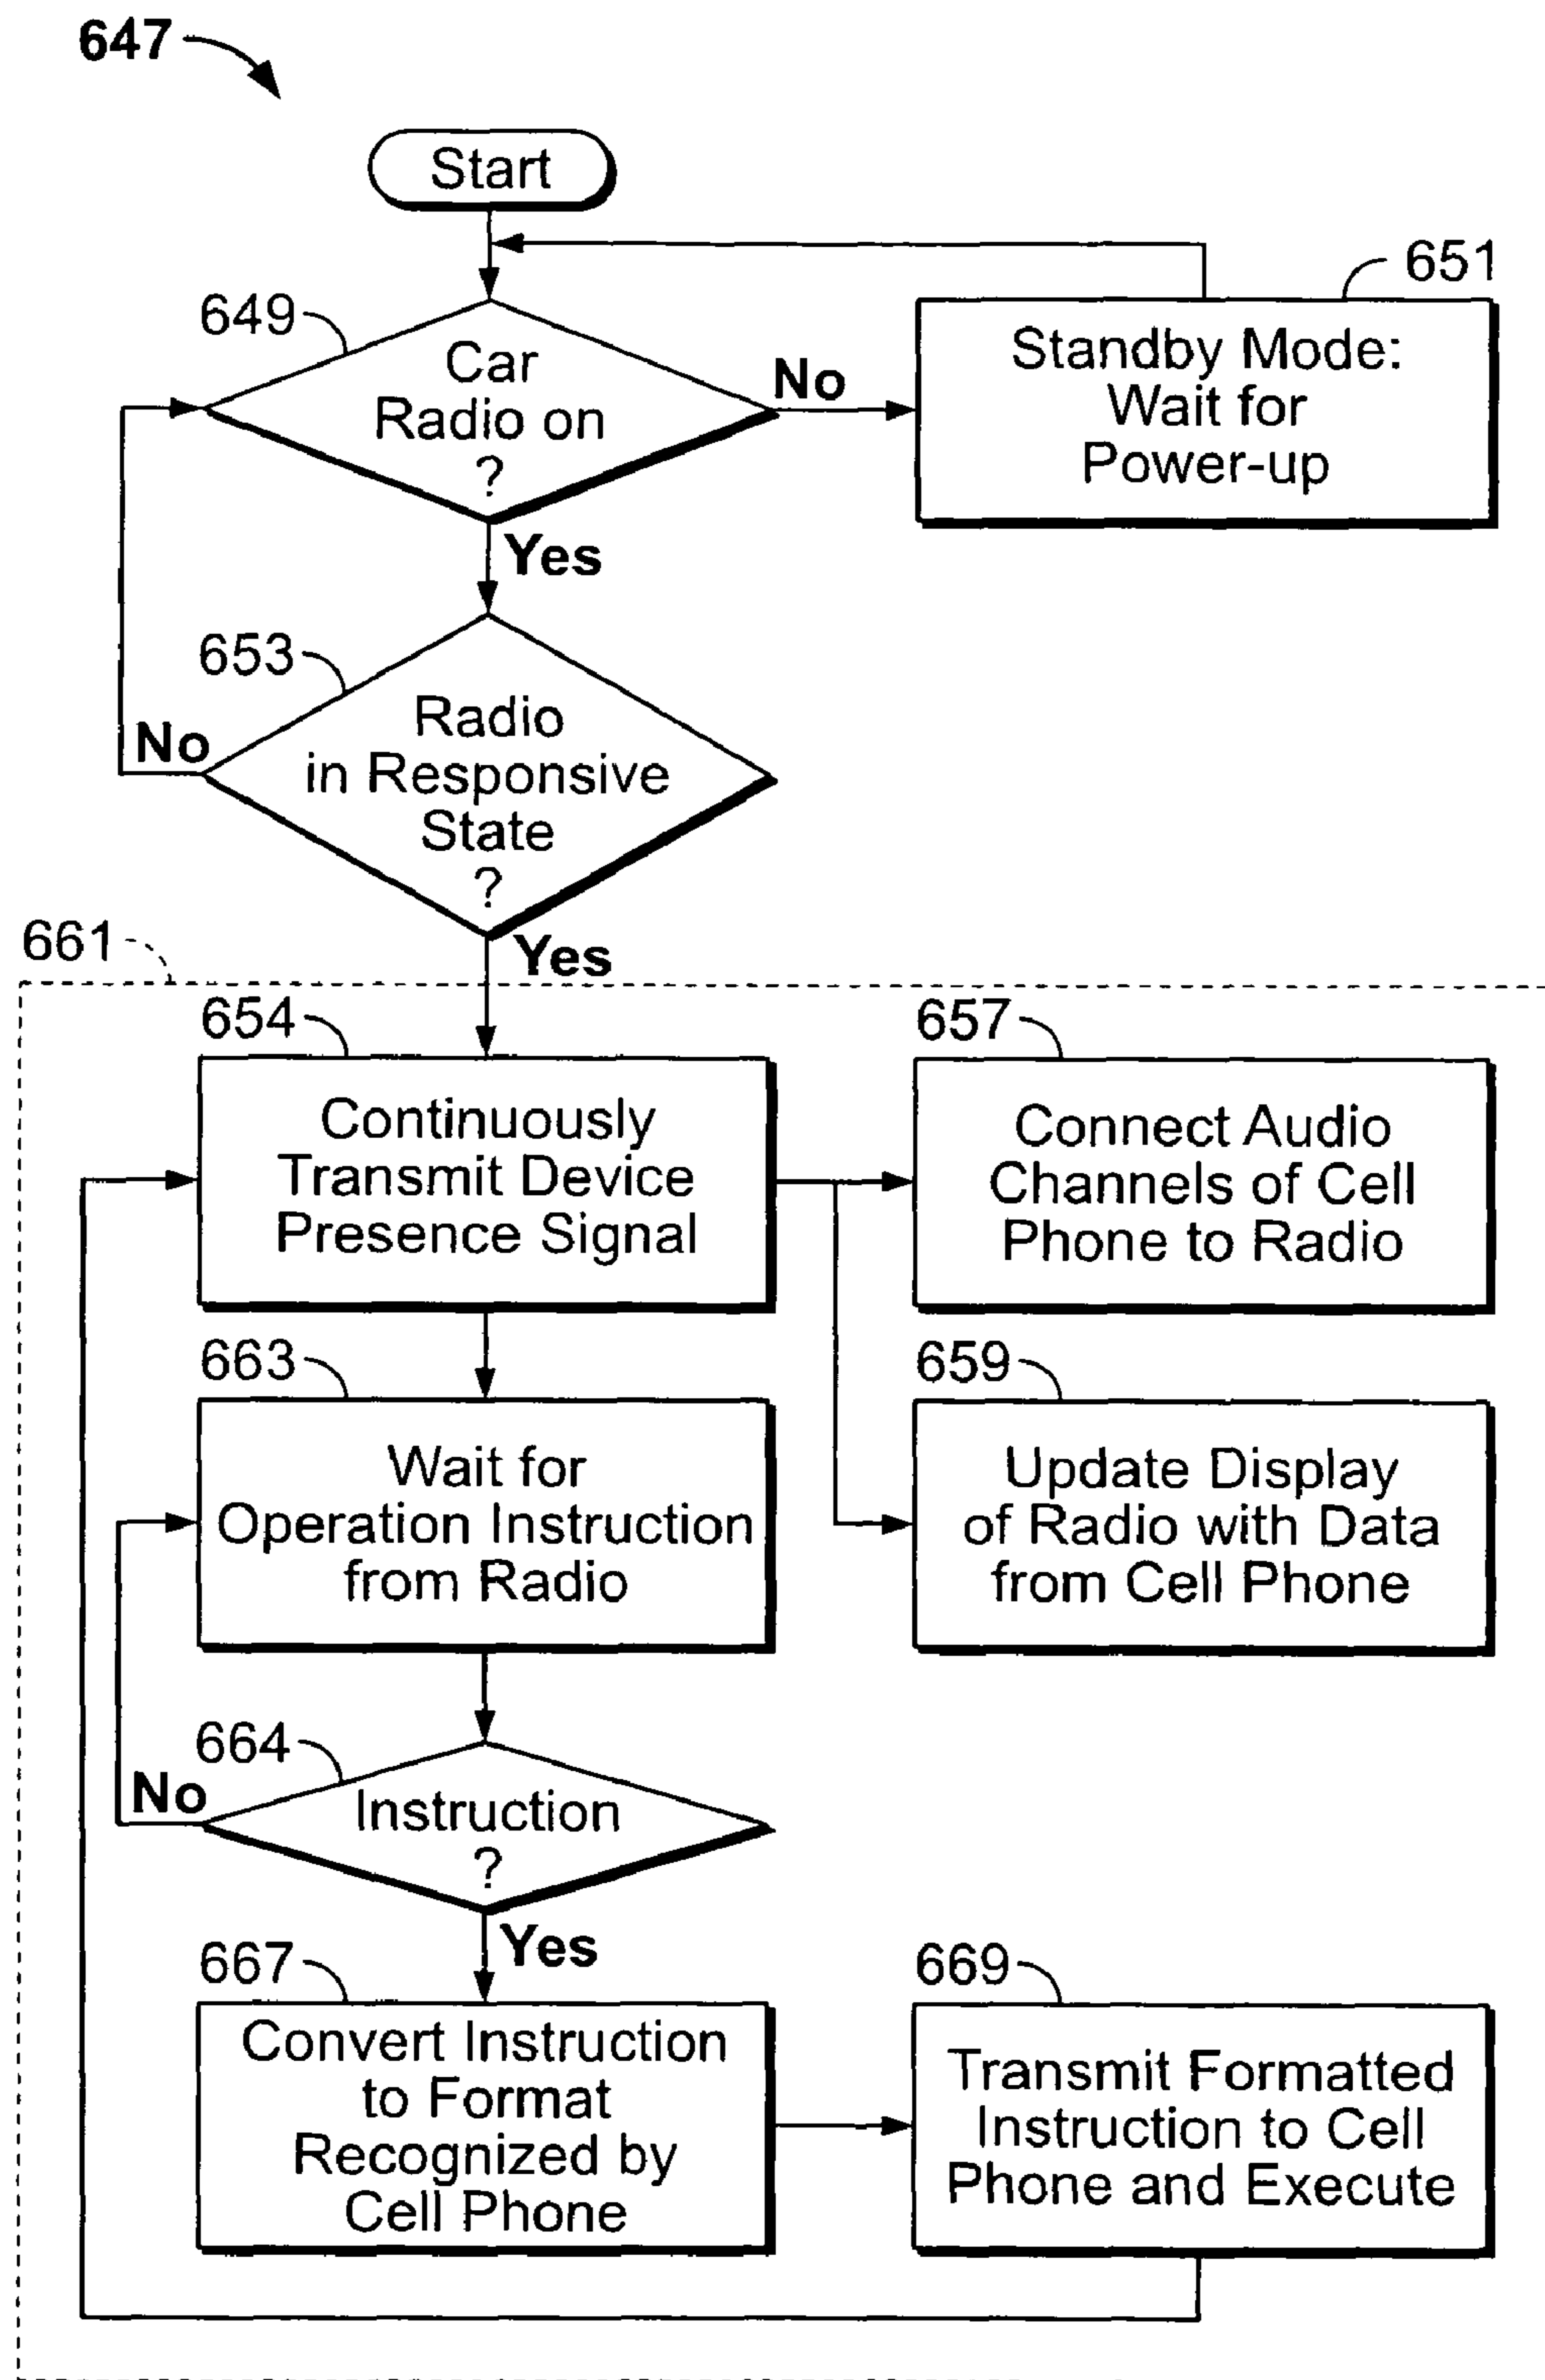 647
Start
651
649
Car
Radio on
?
No
Standby Mode:
Wait for
Power-up
Yes
653
Radio
in Responsive
State
?
No
Yes
661
654
Continuously
Transmit Device
Presence Signal
657
Connect Audio
Channels of Cell
Phone to Radio
663
Wait for
Operation Instruction
from Radio
659
Update Display
of Radio with Data
from Cell Phone
664
Instruction
?
No
Yes
667
Convert Instruction
to Format
Recognized by
Cell Phone
669
Transmit Formatted
Instruction to Cell
Phone and Execute